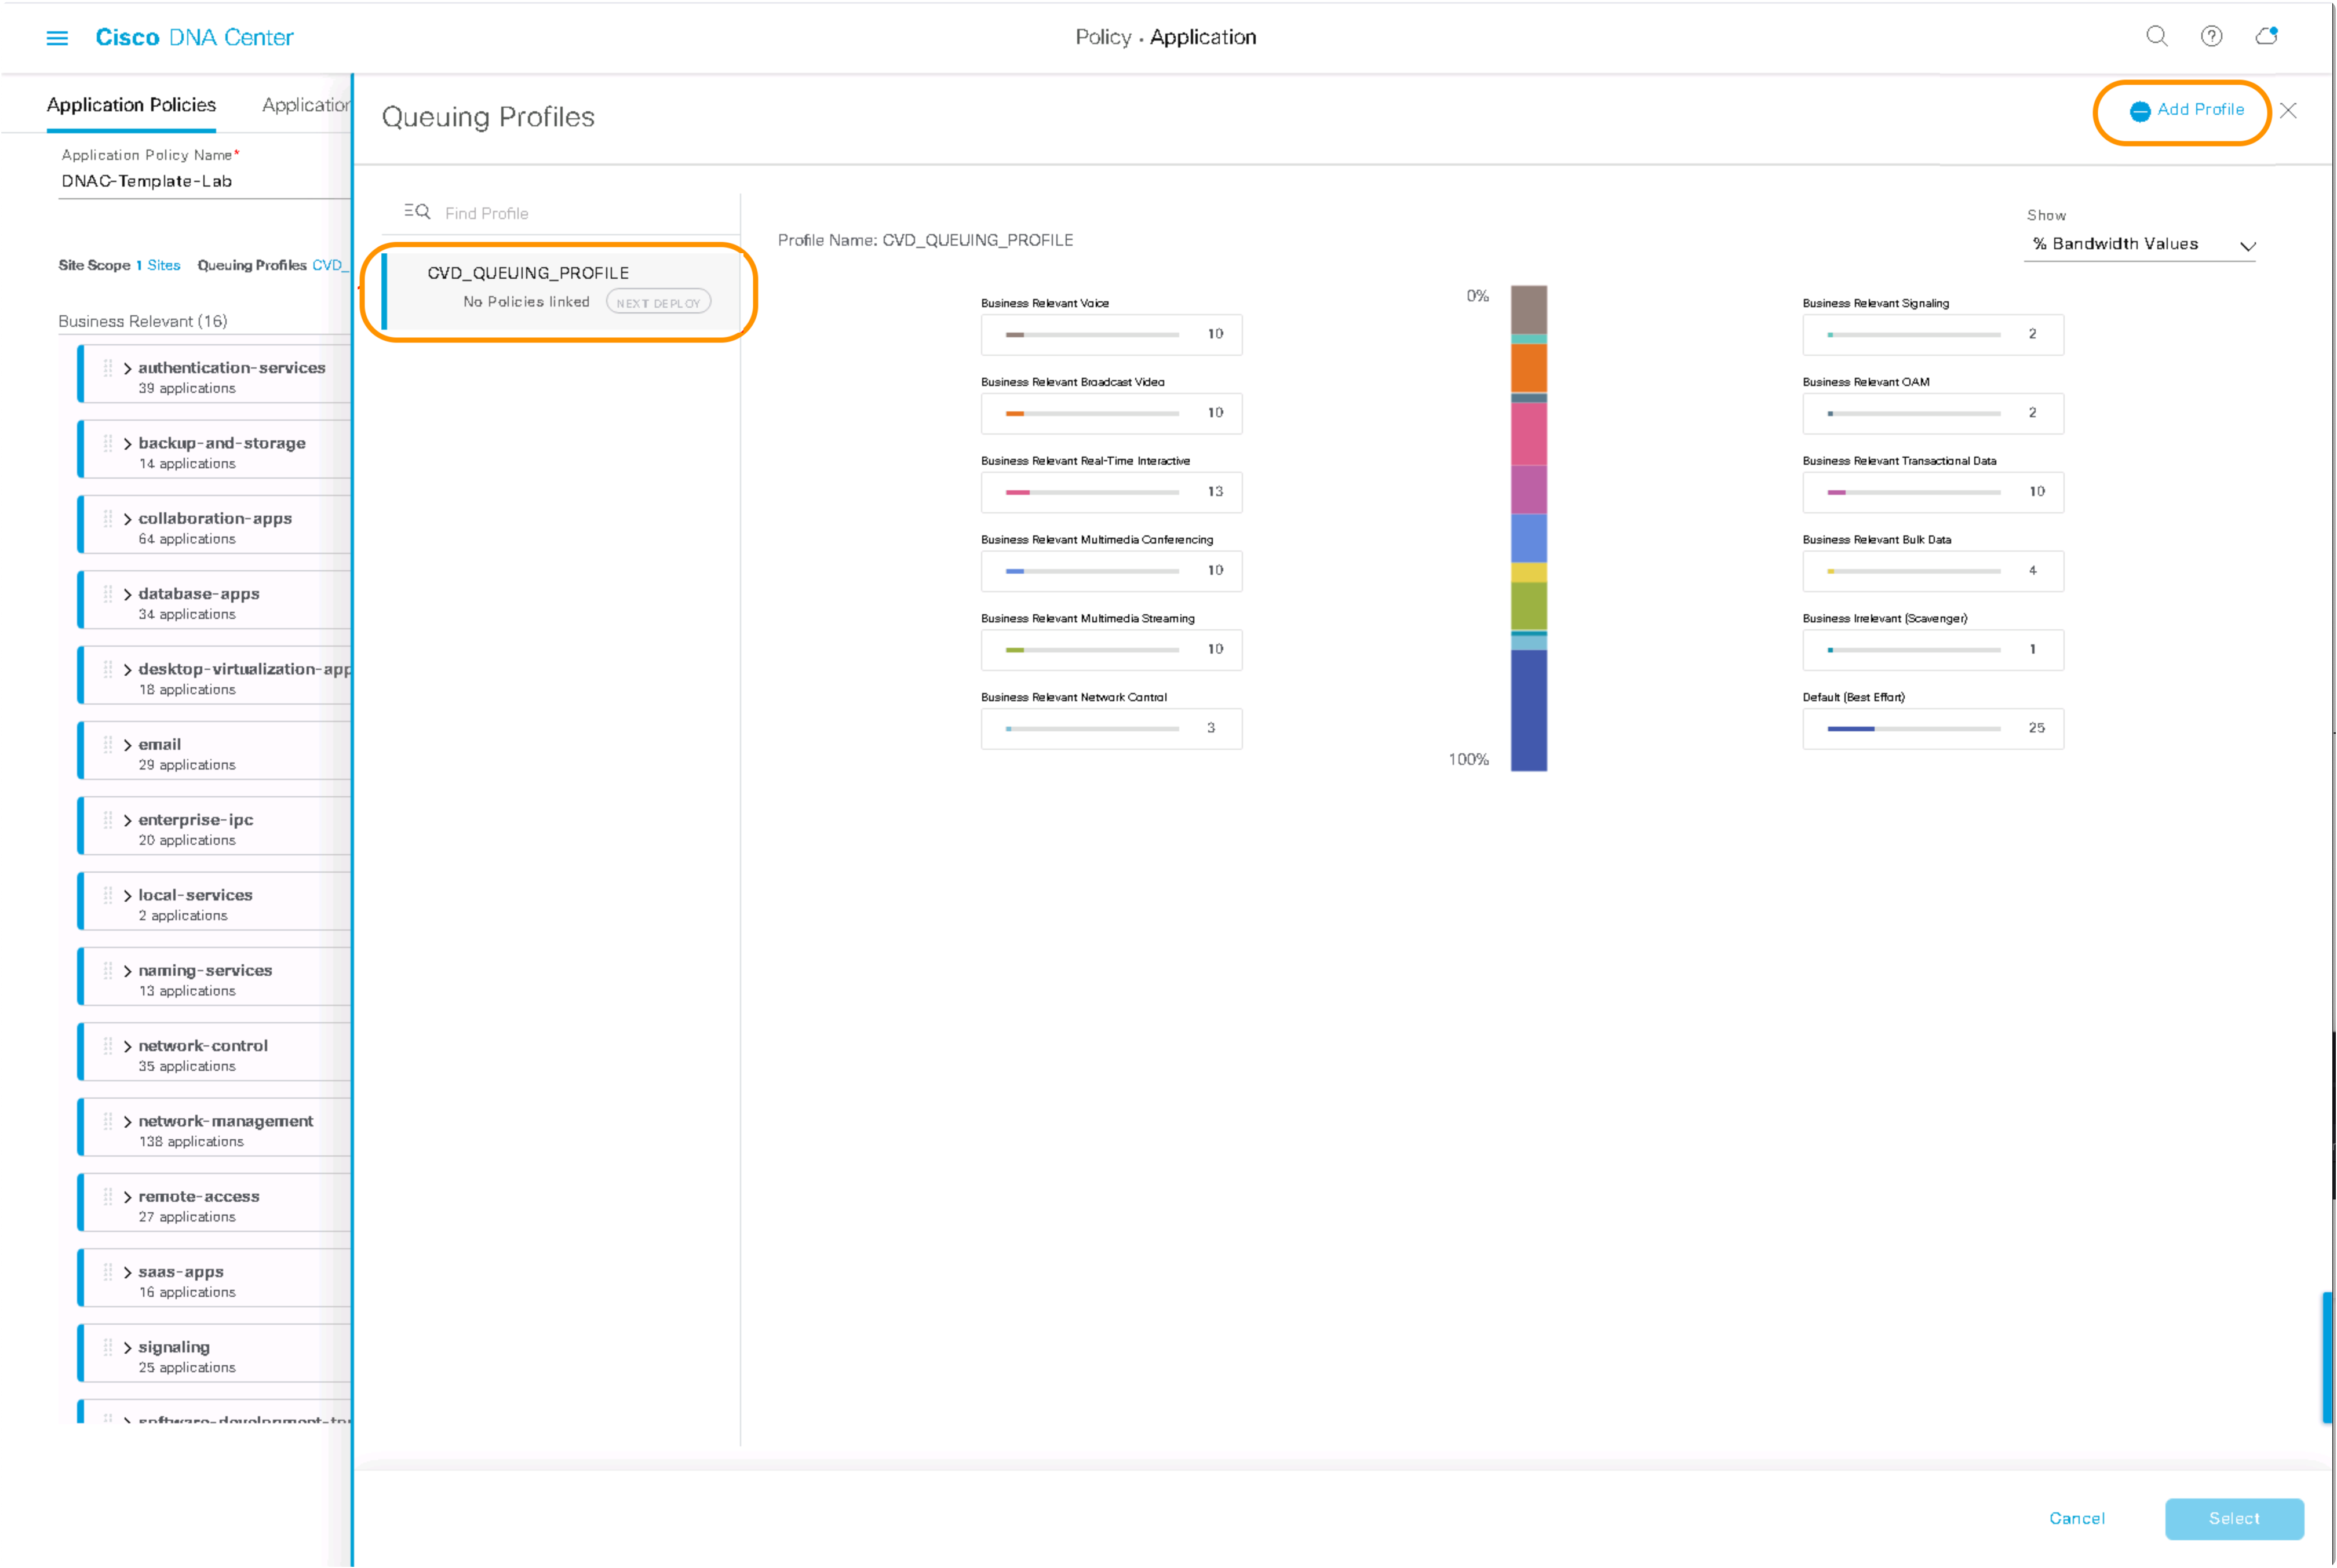 Cisco DNA Center
Policy · Application
Application Policies
Application
Application Policy Name*
DNAC-Template-Lab
Site Scope 1 Sites Queuing Profiles CVD_
Business Relevant (16)
authentication-services
39 applications
backup-and-storage
14 applications
collaboration-apps
64 applications
database-apps
34 applications
desktop-virtualization-app
18 applications
email
29 applications
enterprise-ipc
20 applications
local-services
2 applications
naming-services
13 applications
network-control
35 applications
network-management
138 applications
remote-access
27 applications
saas-apps
16 applications
signaling
25 applications
Queuing Profiles
Add Profile
Find Profile
CVD_QUEUING_PROFILE
No Policies linked NEXT DEPLOY
Profile Name: CVD_QUEUING_PROFILE
Show
% Bandwidth Values
Business Relevant Voice
10
Business Relevant Broadcast Video
10
Business Relevant Real-Time Interactive
13
Business Relevant Multimedia Conferencing
10
Business Relevant Multimedia Streaming
10
Business Relevant Network Control
3
0%
100%
Business Relevant Signaling
2
Business Relevant OAM
2
Business Relevant Transactional Data
10
Business Relevant Bulk Data
4
Business Irrelevant (Scavenger)
1
Default (Best Effort)
25
Cancel
Select